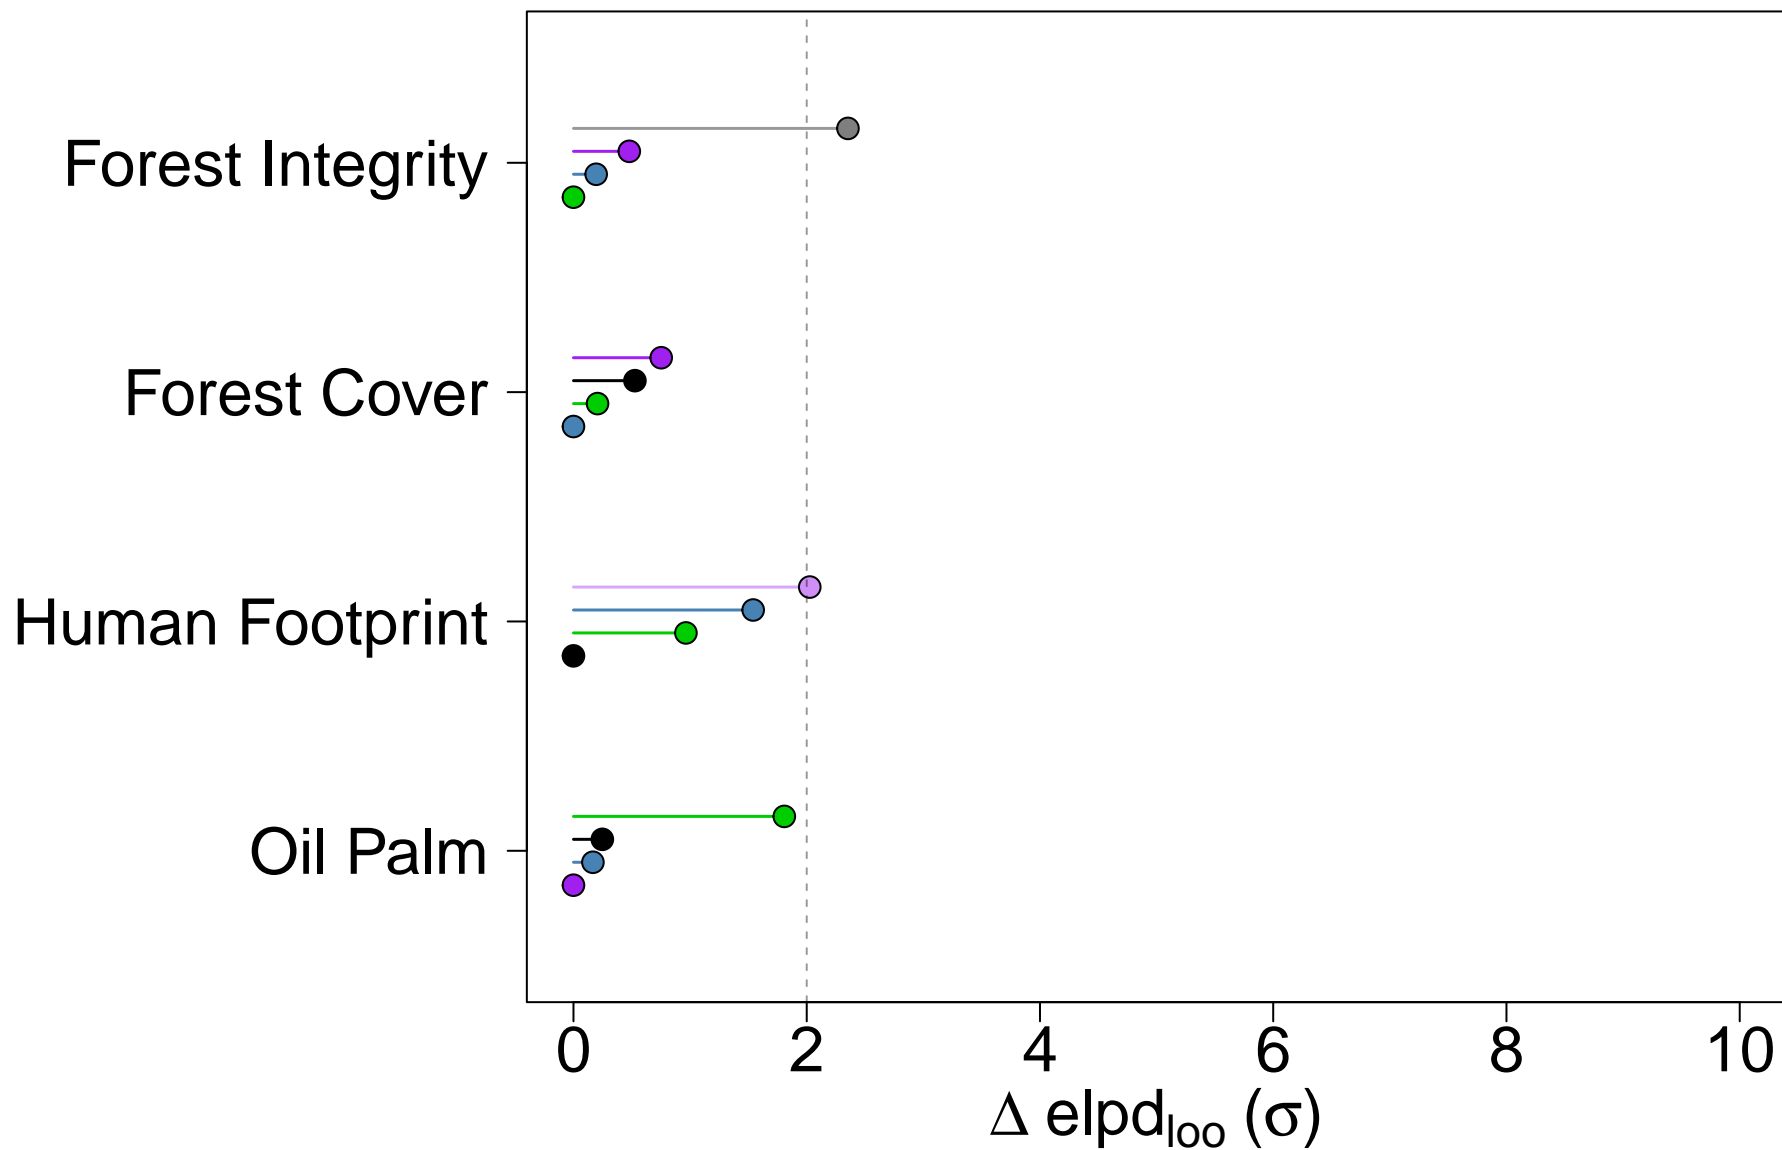 Forest Integrity
Forest Cover
Human Footprint
Oil Palm
0 2 4 6 8 10
Δ elpdloo (σ)